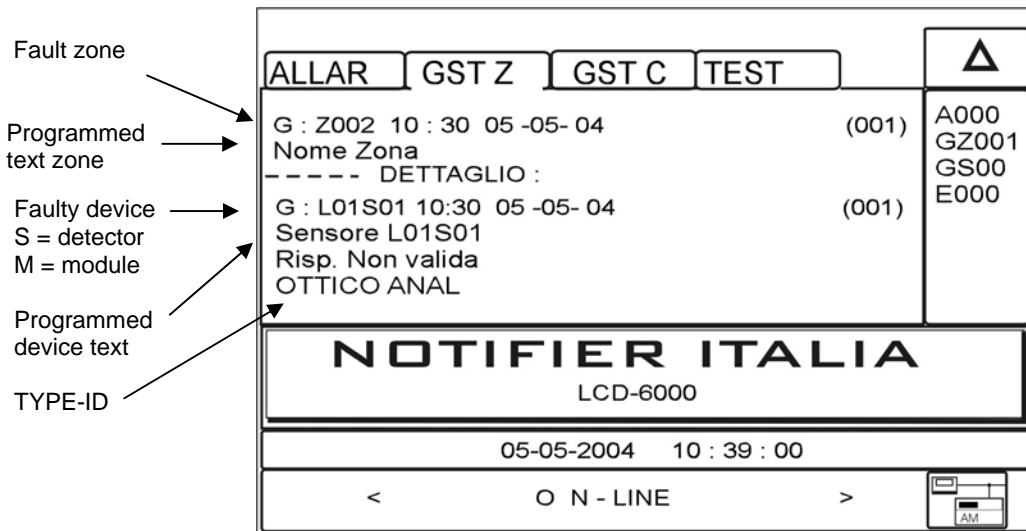 Fault zone
Programmed
text zone
Faulty device
S = detector
M = module
Programmed
device text
TYPE-ID
ALLAR GST Z GST C TEST
G : Z002 10 : 30 05 -05- 04 (001)
Nome Zona
----- DETTAGLIO :
G : L01S01 10:30 05 -05- 04 (001)
Sensore L01S01
Risp. Non valida
OTTICO ANAL
A000
GZ001
GS00
E000
NOTIFIER ITALIA
LCD-6000
05-05-2004 10 : 39 : 00
< O N - LINE >
AM